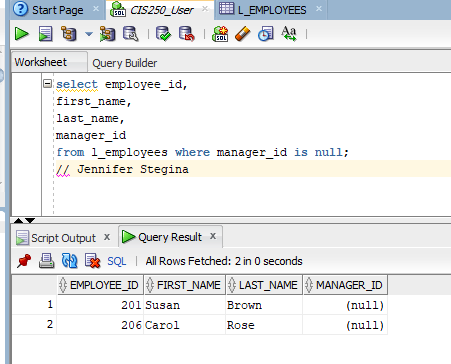 Start Page CIS250_User L_EMPLOYEES
SQL
Aa
Worksheet Query Builder
select employee_id,
first_name,
last_name,
manager_id
from l_employees where manager_id is null;
// Jennifer Stegina
Script Output x Query Result x
SQL | All Rows Fetched: 2 in 0 seconds
EMPLOYEE_ID FIRST_NAME LAST_NAME MANAGER_ID
1 201 Susan Brown (null)
2 206 Carol Rose (null)